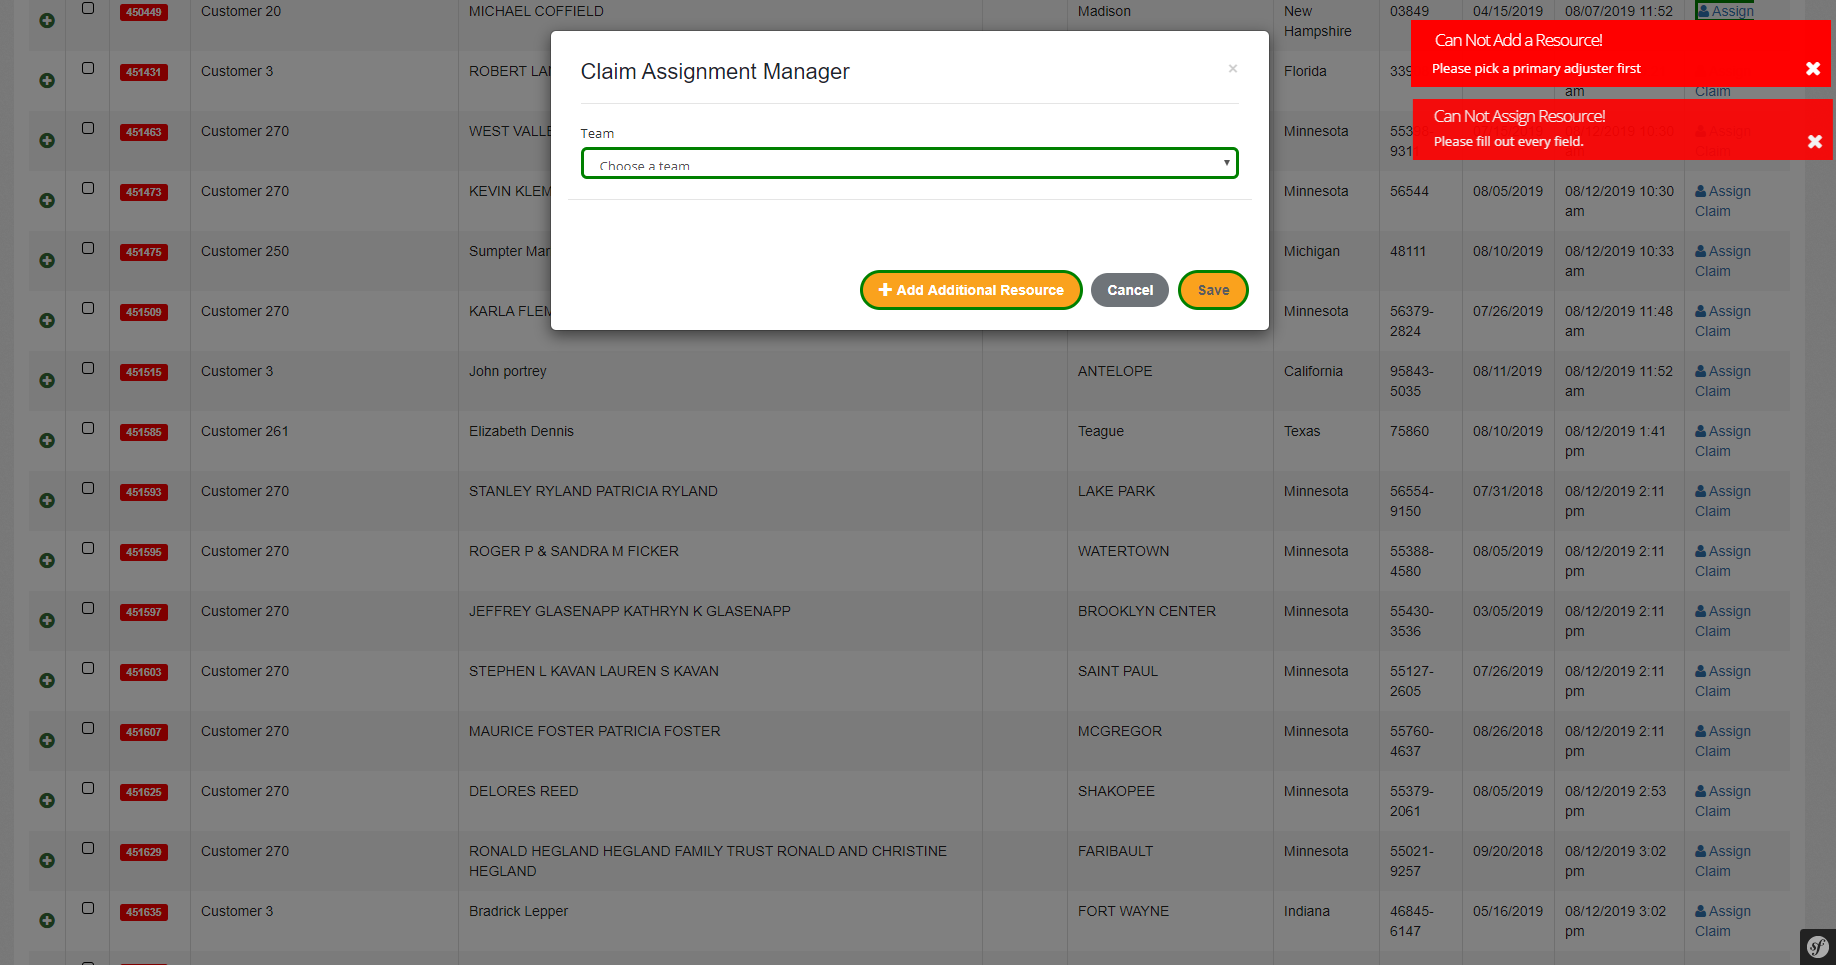 450449 Customer 20 MICHAEL COFFIELD Madison New Hampshire 03849 04/15/2019 08/07/2019 11:52 Assign
Can Not Add a Resource!
Please pick a primary adjuster first
Claim Assignment Manager ×
451431 Customer 3 ROBERT Florida am Claim
Can Not Assign Resource!
Please fill out every field.
451463 Customer 270 WEST Minnesota
Team
Choose a team
451473 Customer 270 KEVIN Minnesota 56544 08/05/2019 08/12/2019 10:30 am Assign Claim
451475 Customer 250 Sumpter Michigan 48111 08/10/2019 08/12/2019 10:33 am Assign Claim
Add Additional Resource Cancel Save
451509 Customer 270 KARLA Minnesota 56379-2824 07/26/2019 08/12/2019 11:48 am Assign Claim
451515 Customer 3 John portrey ANTELOPE California 95843-5035 08/11/2019 08/12/2019 11:52 am Assign Claim
451585 Customer 261 Elizabeth Dennis Teague Texas 75860 08/10/2019 08/12/2019 1:41 pm Assign Claim
451593 Customer 270 STANLEY RYLAND PATRICIA RYLAND LAKE PARK Minnesota 56554-9150 07/31/2018 08/12/2019 2:11 pm Assign Claim
451595 Customer 270 ROGER P & SANDRA M FICKER WATERTOWN Minnesota 55388-4580 08/05/2019 08/12/2019 2:11 pm Assign Claim
451597 Customer 270 JEFFREY GLASENAPP KATHRYN K GLASENAPP BROOKLYN CENTER Minnesota 55430-3536 03/05/2019 08/12/2019 2:11 pm Assign Claim
451603 Customer 270 STEPHEN L KAVAN LAUREN S KAVAN SAINT PAUL Minnesota 55127-2605 07/26/2019 08/12/2019 2:11 pm Assign Claim
451607 Customer 270 MAURICE FOSTER PATRICIA FOSTER MCGREGOR Minnesota 55760-4637 08/26/2018 08/12/2019 2:11 pm Assign Claim
451625 Customer 270 DELORES REED SHAKOPEE Minnesota 55379-2061 08/05/2019 08/12/2019 2:53 pm Assign Claim
451629 Customer 270 RONALD HEGLAND HEGLAND FAMILY TRUST RONALD AND CHRISTINE HEGLAND FARIBAULT Minnesota 55021-9257 09/20/2018 08/12/2019 3:02 pm Assign Claim
451635 Customer 3 Bradrick Lepper FORT WAYNE Indiana 46845-6147 05/16/2019 08/12/2019 3:02 pm Assign Claim
sf